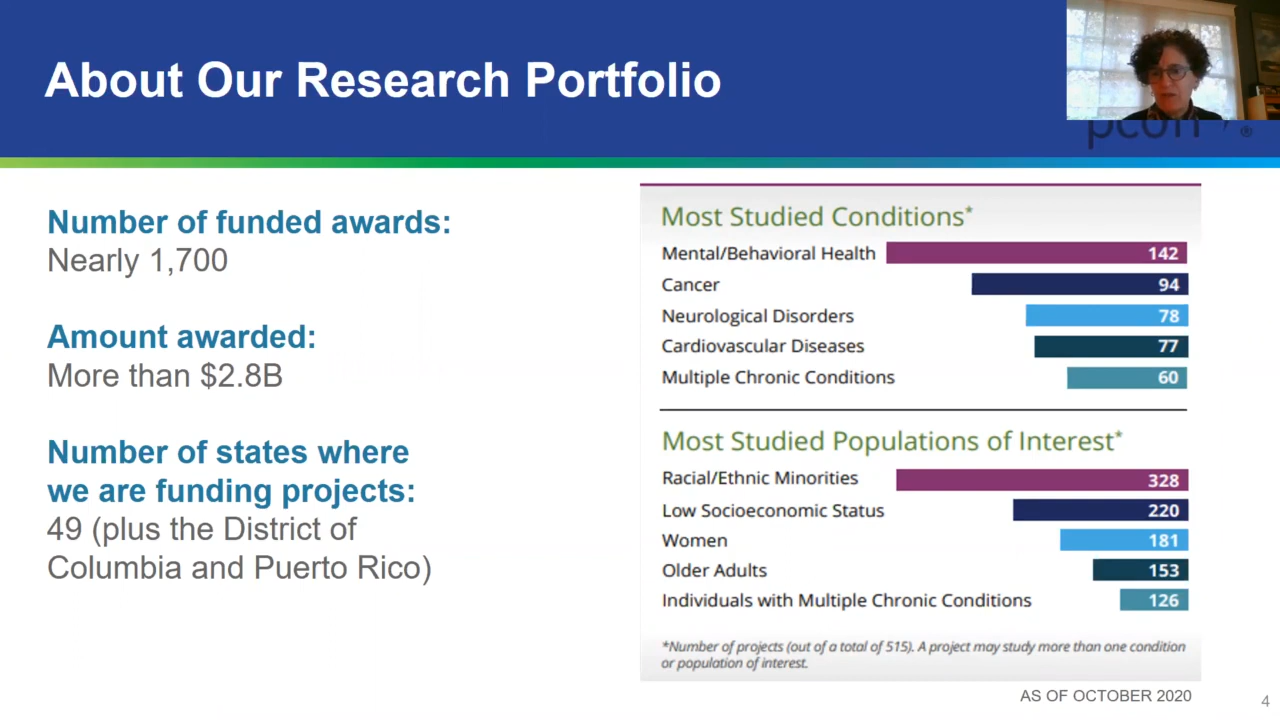 About Our Research Portfolio
®
Number of funded awards:
Nearly 1,700
Amount awarded:
More than $2.8B
Number of states where
we are funding projects:
49 (plus the District of
Columbia and Puerto Rico)
Most Studied Conditions*
Mental/Behavioral Health 142
Cancer 94
Neurological Disorders 78
Cardiovascular Diseases 77
Multiple Chronic Conditions 60
Most Studied Populations of Interest*
Racial/Ethnic Minorities 328
Low Socioeconomic Status 220
Women 181
Older Adults 153
Individuals with Multiple Chronic Conditions 126
*Number of projects (out of a total of 515). A project may study more than one condition
or population of interest.
AS OF OCTOBER 2020
4